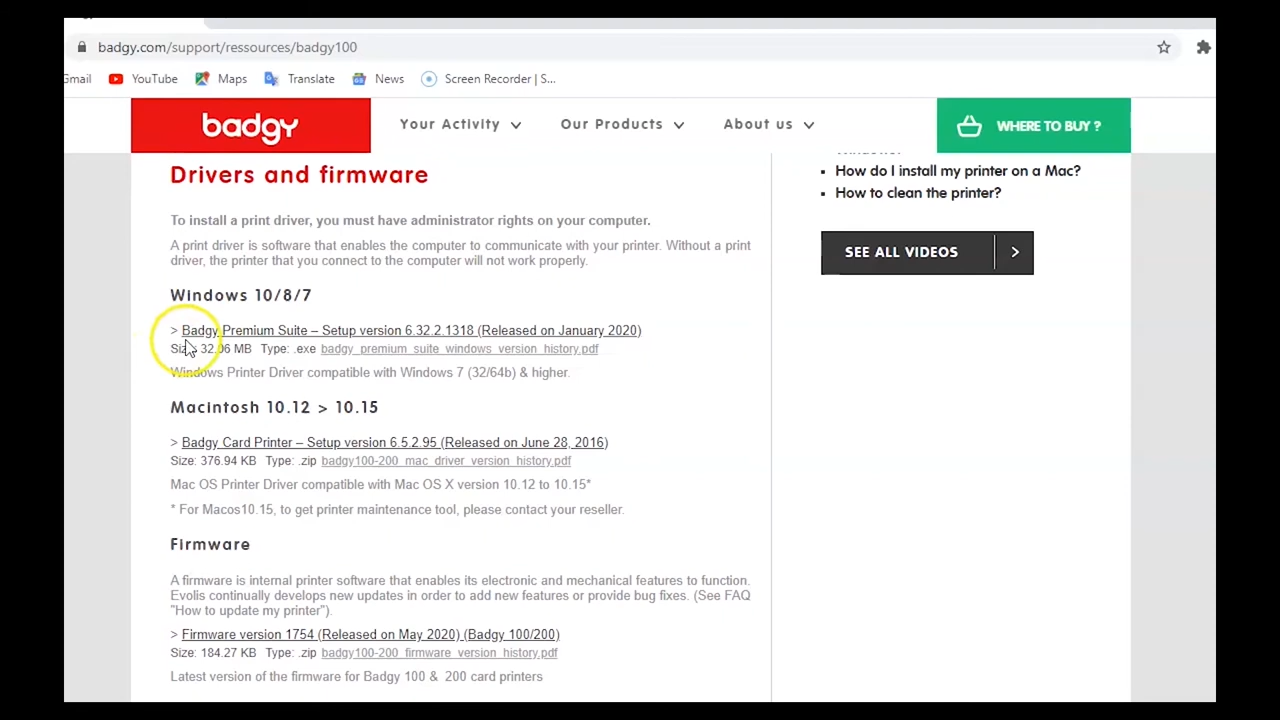 badgy.com/support/ressources/badgy100
Gmail YouTube Maps Translate News Screen Recorder | S...
badgy Your Activity Our Products About us WHERE TO BUY ?
Drivers and firmware
To install a print driver, you must have administrator rights on your computer.
A print driver is software that enables the computer to communicate with your printer. Without a print
driver, the printer that you connect to the computer will not work properly.
Windows 10/8/7
> Badgy Premium Suite – Setup version 6.32.2.1318 (Released on January 2020)
Size: 32.06 MB Type: .exe badgy_premium_suite_windows_version_history.pdf
Windows Printer Driver compatible with Windows 7 (32/64b) & higher.
Macintosh 10.12 > 10.15
> Badgy Card Printer – Setup version 6.5.2.95 (Released on June 28, 2016)
Size: 376.94 KB Type: .zip badgy100-200_mac_driver_version_history.pdf
Mac OS Printer Driver compatible with Mac OS X version 10.12 to 10.15*
* For Macos10.15, to get printer maintenance tool, please contact your reseller.
Firmware
A firmware is internal printer software that enables its electronic and mechanical features to function.
Evolis continually develops new updates in order to add new features or provide bug fixes. (See FAQ
"How to update my printer").
> Firmware version 1754 (Released on May 2020) (Badgy 100/200)
Size: 184.27 KB Type: .zip badgy100-200_firmware_version_history.pdf
Latest version of the firmware for Badgy 100 & 200 card printers
How do I install my printer on a Mac?
How to clean the printer?
SEE ALL VIDEOS >